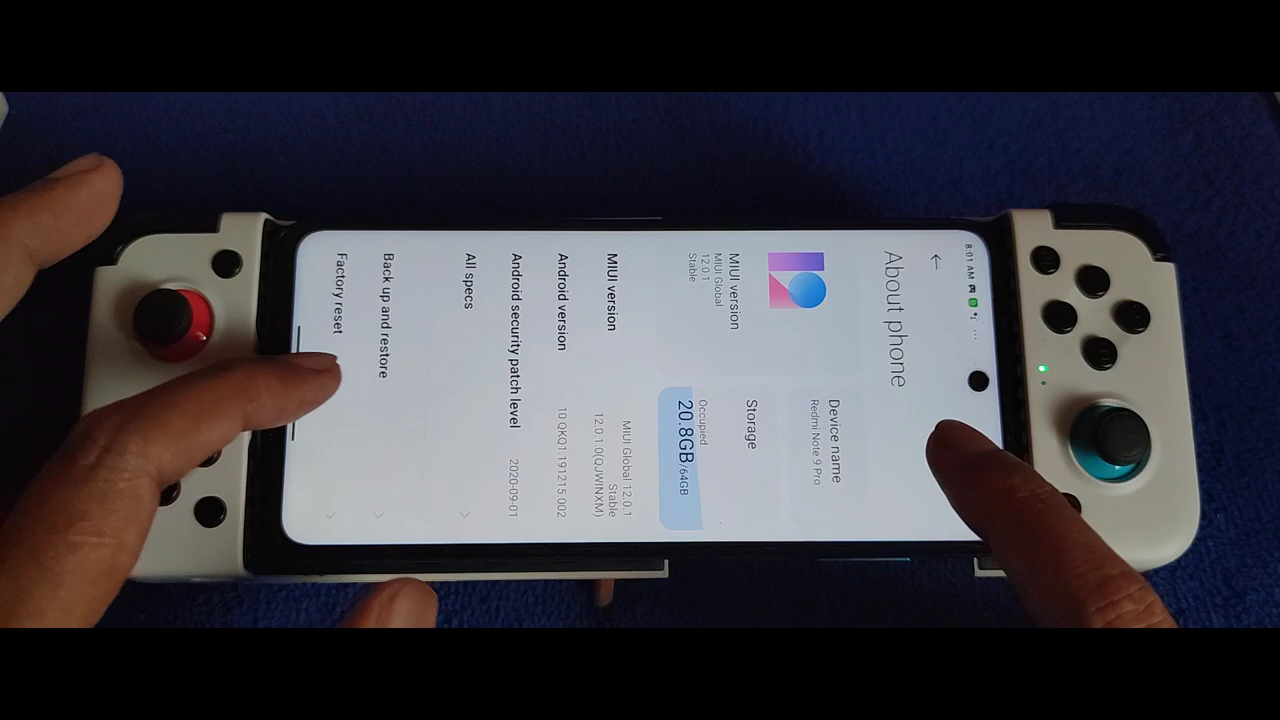 8:01 AM
About phone
MIUI version
MIUI Global
12.0.1
Stable
Device name
Redmi Note 9 Pro
Storage
Occupied
20.8GB/64GB
MIUI version
MIUI Global 12.0.1
Stable
12.0.1.0(QJWINXM)
Android version
10 QKQ1.191215.002
Android security patch level
2020-09-01
All specs
Back up and restore
Factory reset